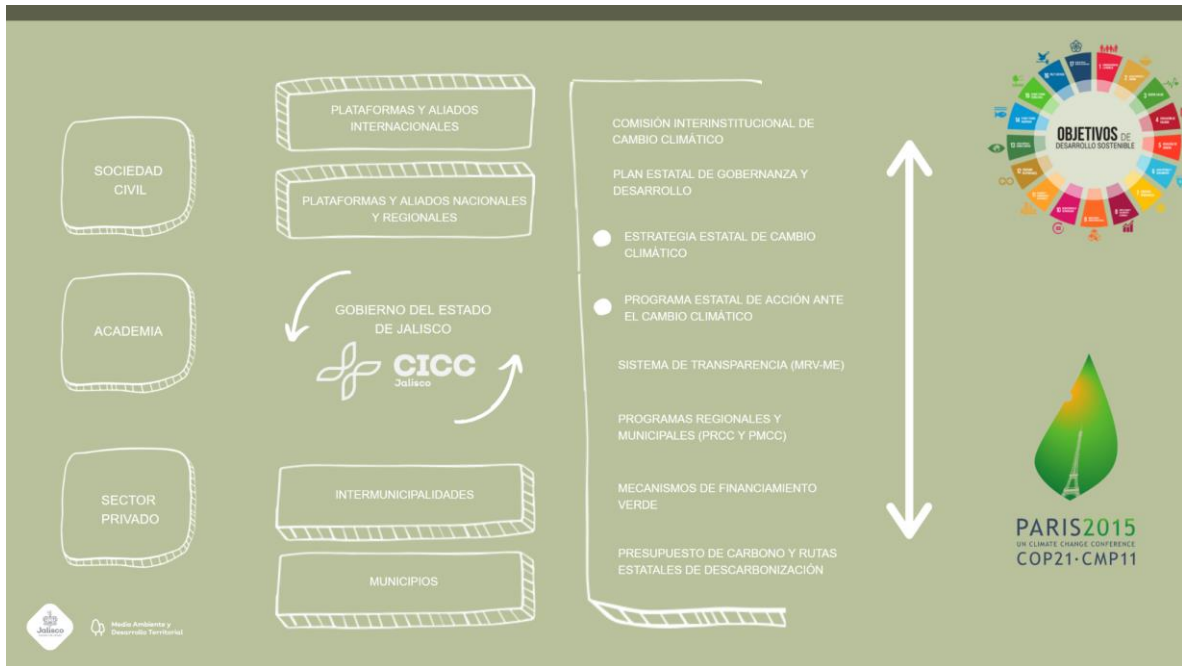 SOCIEDAD
CIVIL
ACADEMIA
SECTOR
PRIVADO
PLATAFORMAS Y ALIADOS
INTERNACIONALES
PLATAFORMAS Y ALIADOS NACIONALES
Y REGIONALES
GOBIERNO DEL ESTADO
DE JALISCO
CICC
Jalisco
INTERMUNICIPALIDADES
MUNICIPIOS
COMISIÓN INTERINSTITUCIONAL DE
CAMBIO CLIMÁTICO
PLAN ESTATAL DE GOBERNANZA Y
DESARROLLO
ESTRATEGIA ESTATAL DE CAMBIO
CLIMÁTICO
PROGRAMA ESTATAL DE ACCIÓN ANTE
EL CAMBIO CLIMÁTICO
SISTEMA DE TRANSPARENCIA (MRV-ME)
PROGRAMAS REGIONALES Y
MUNICIPALES (PRCC Y PMCC)
MECANISMOS DE FINANCIAMIENTO
VERDE
PRESUPUESTO DE CARBONO Y RUTAS
ESTATALES DE DESCARBONIZACIÓN
OBJETIVOS DE
DESARROLLO SOSTENIBLE
PARIS2015
UN CLIMATE CHANGE CONFERENCE
COP21·CMP11
Jalisco
Medio Ambiente y
Desarrollo Territorial